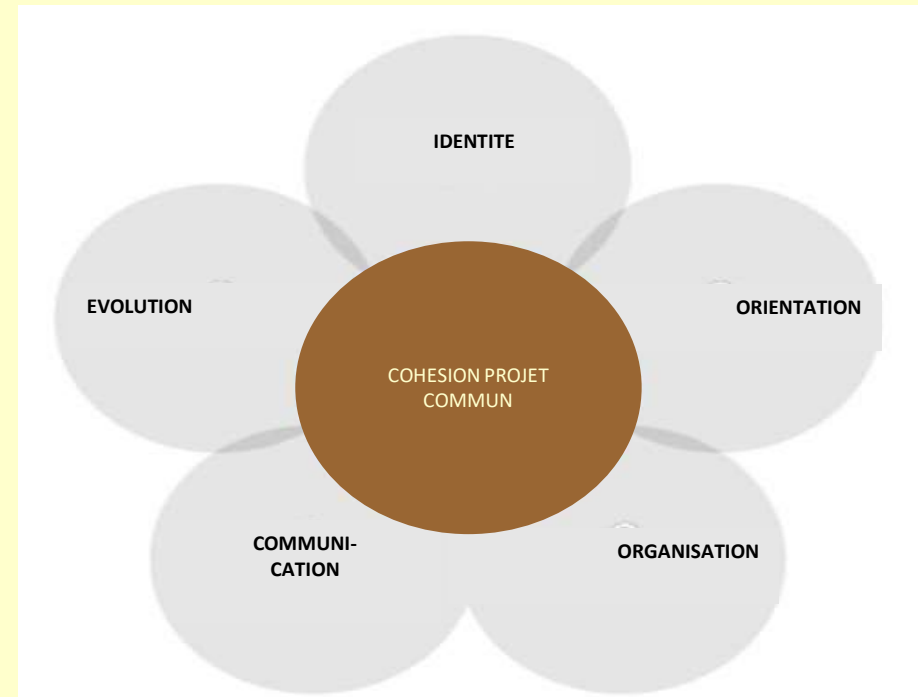 IDENTITE
EVOLUTION
ORIENTATION
COHESION PROJET
COMMUN
COMMUNI-
CATION
ORGANISATION